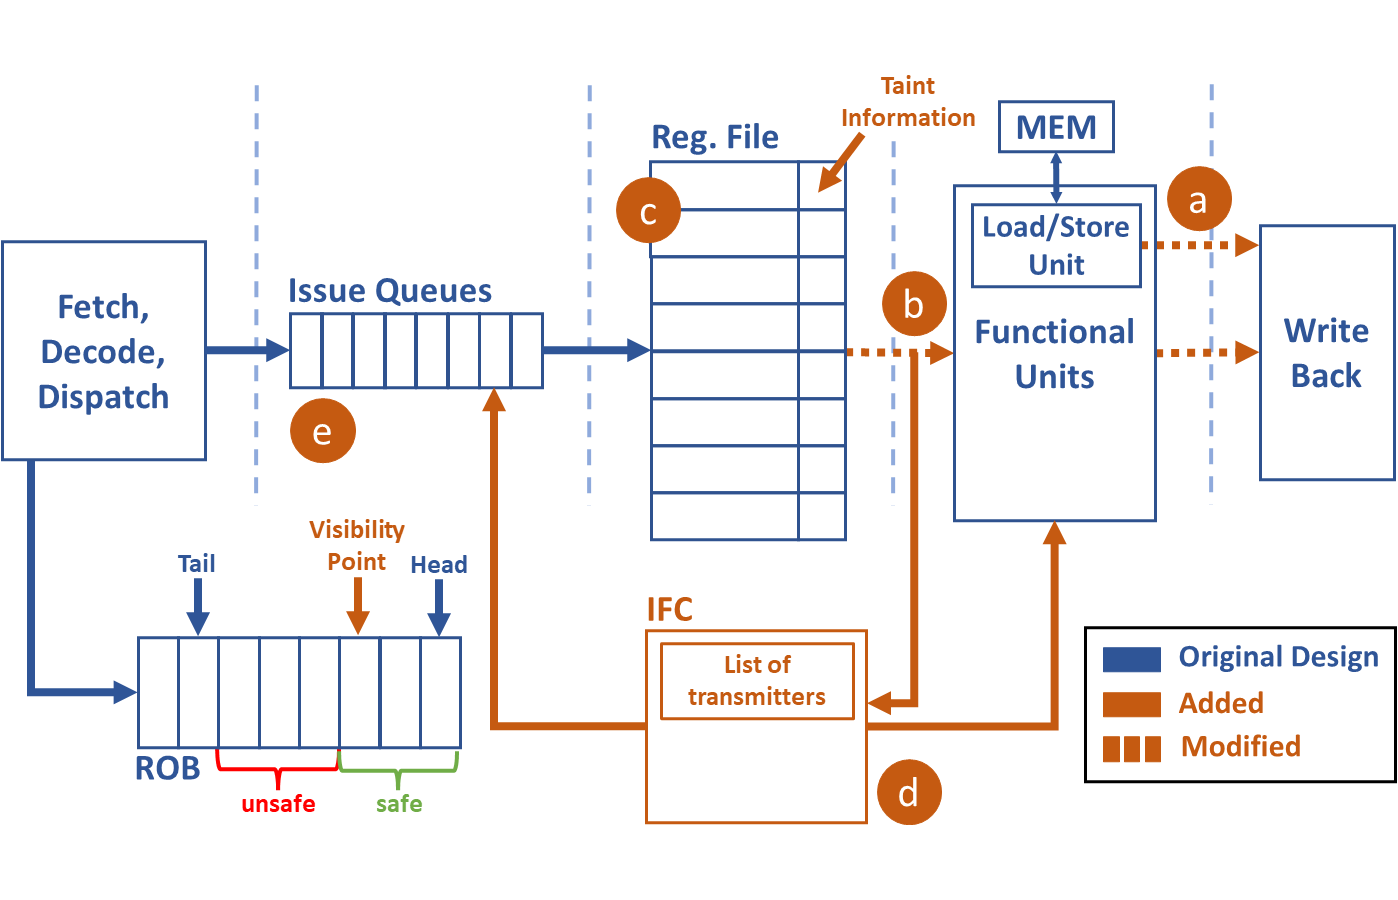 Taint
Information
MEM
Reg. File
a
c
Load/Store
Unit
Fetch,
Decode,
Dispatch
Issue Queues
b
Functional
Units
Write
Back
e
Visibility
Point
Tail
Head
IFC
List of
transmitters
Original Design
Added
Modified
ROB
unsafe
safe
d